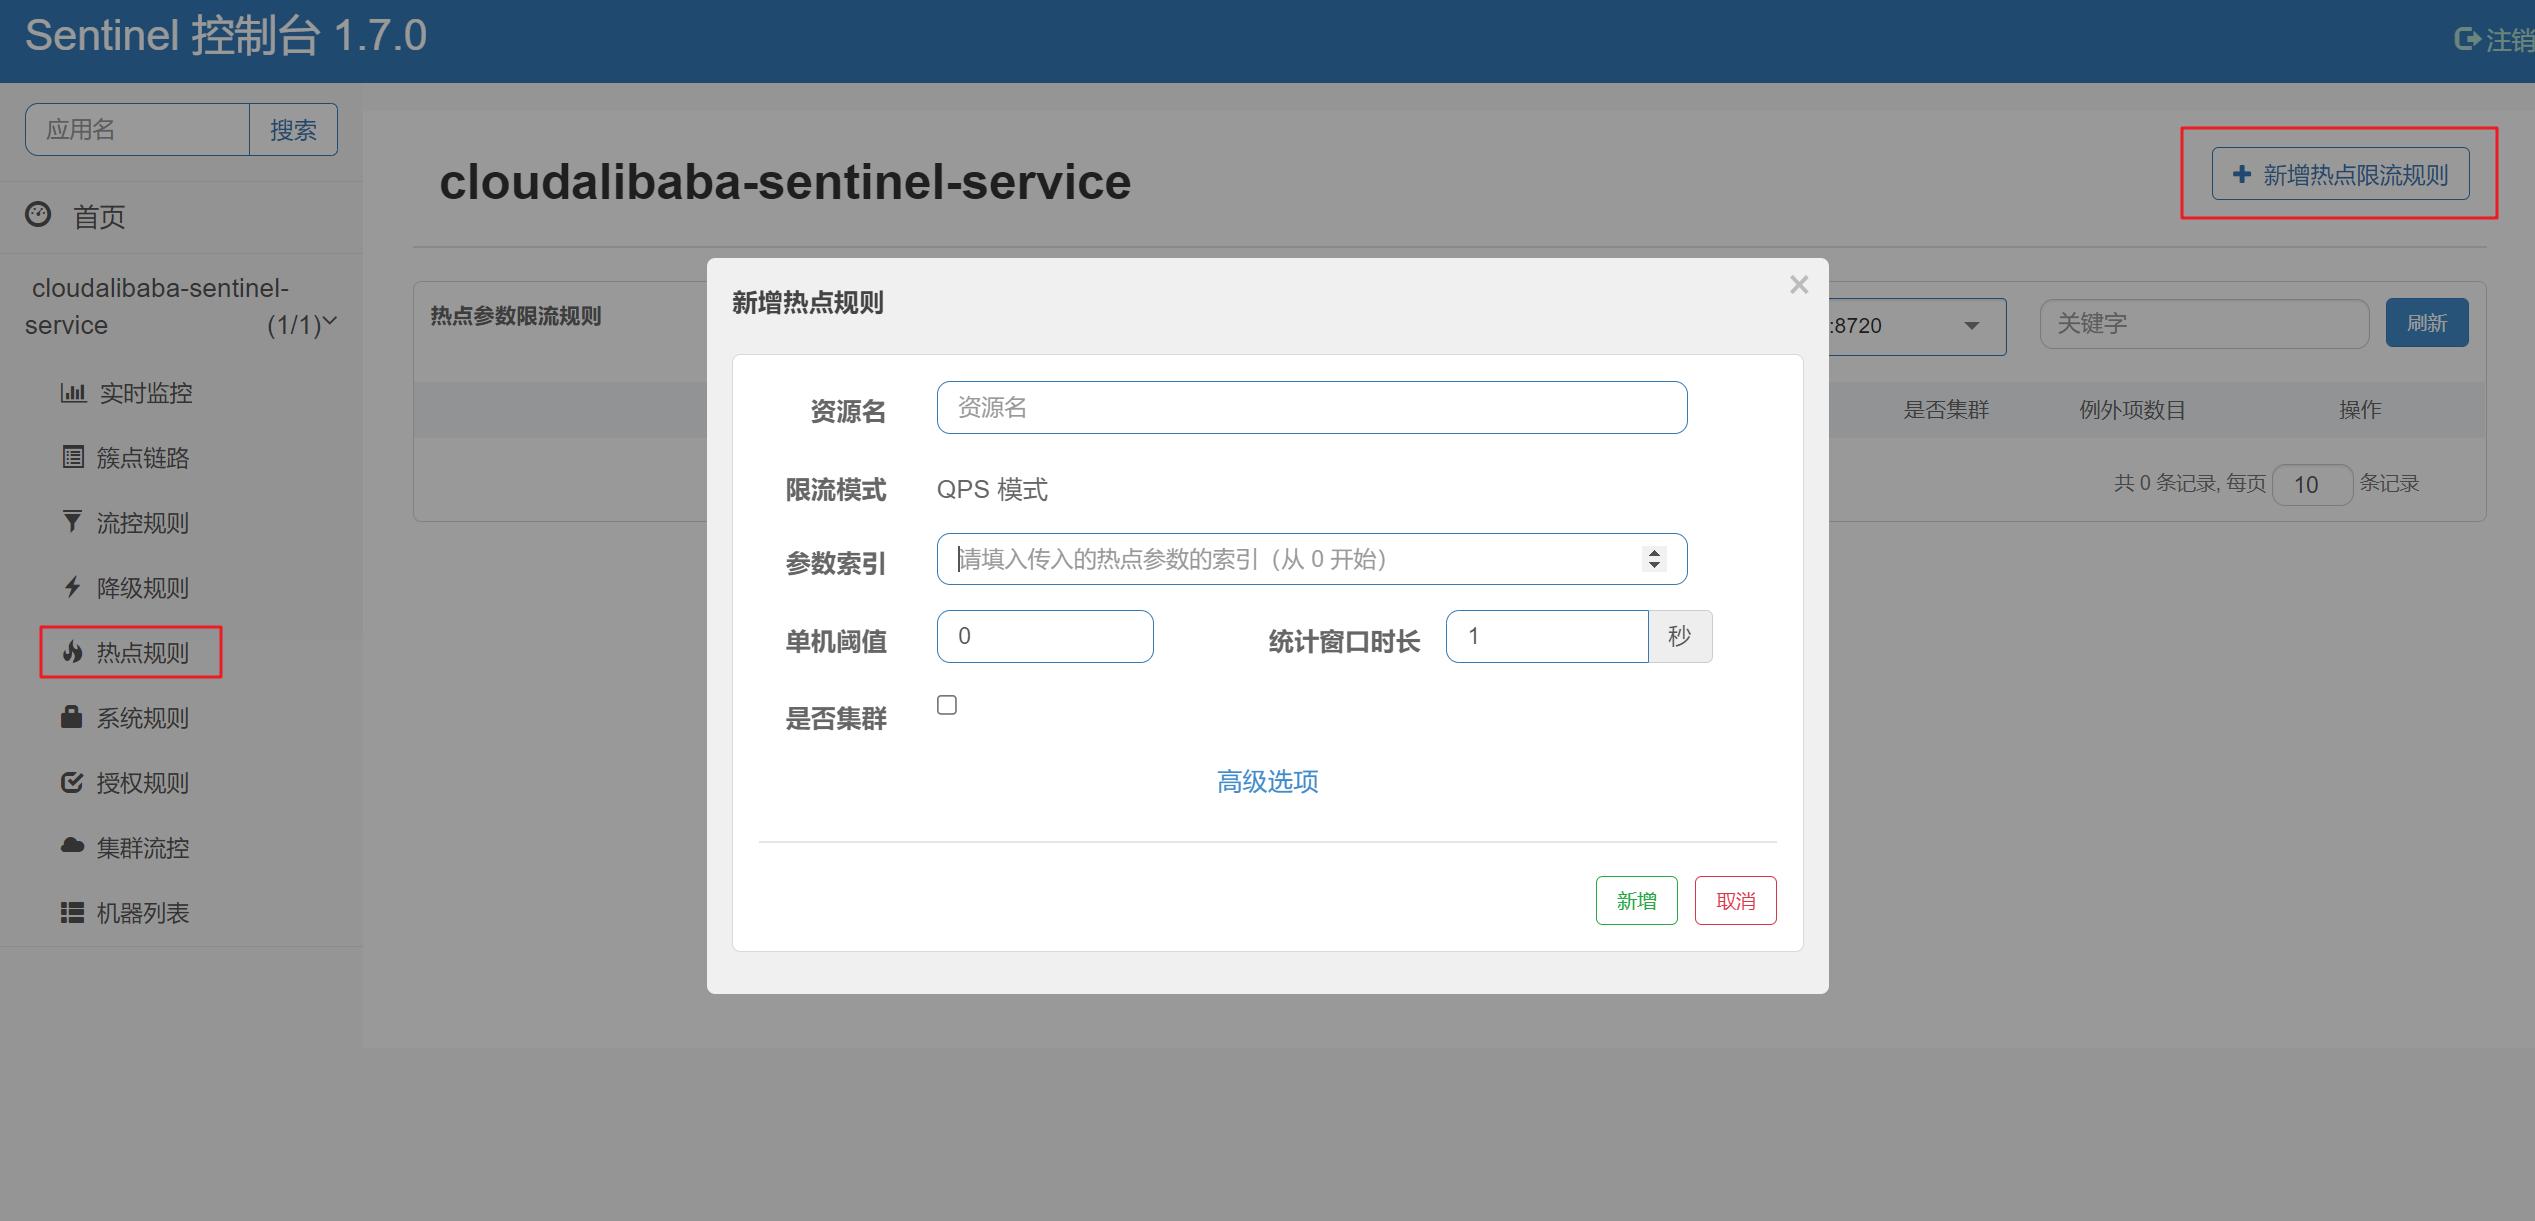 Sentinel 控制台 1.7.0
注销
应用名
搜索
首页
cloudalibaba-sentinel-
service
(1/1)
实时监控
簇点链路
流控规则
降级规则
热点规则
系统规则
授权规则
集群流控
机器列表
cloudalibaba-sentinel-service
新增热点限流规则
热点参数限流规则
:8720
关键字
刷新
是否集群
例外项数目
操作
共 0 条记录, 每页
10
条记录
新增热点规则
×
资源名
资源名
限流模式
QPS 模式
参数索引
请填入传入的热点参数的索引（从 0 开始）
单机阈值
0
统计窗口时长
1
秒
是否集群
高级选项
新增
取消